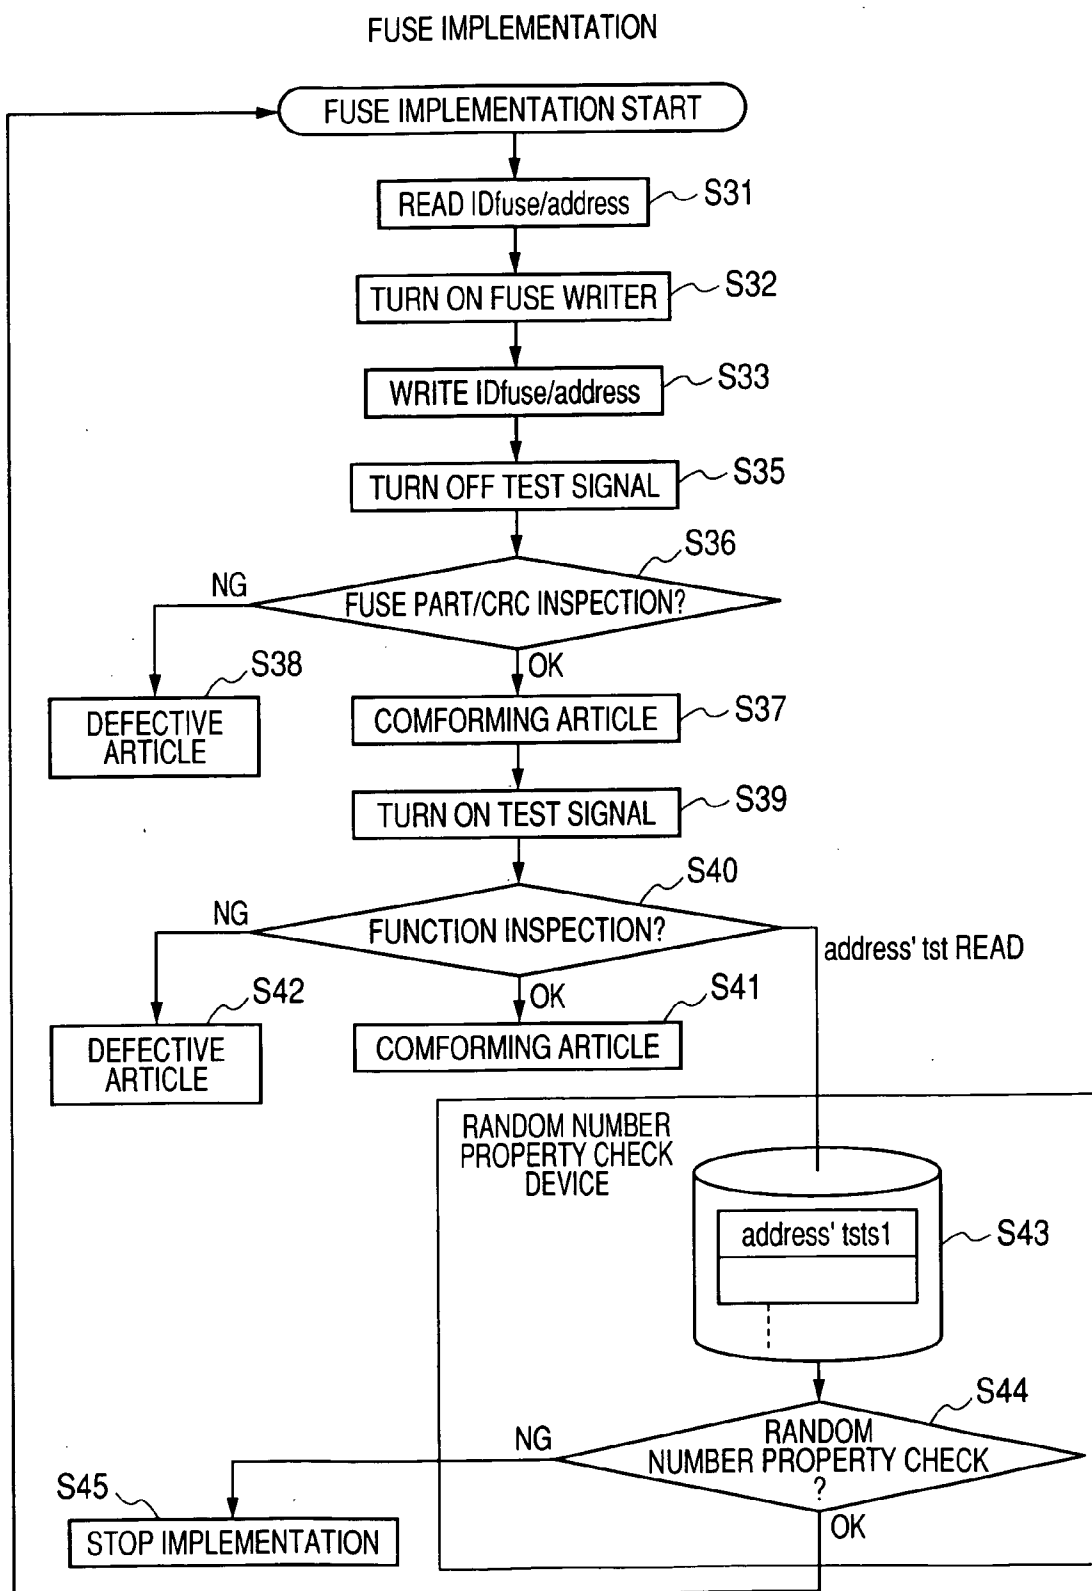 FUSE IMPLEMENTATION
FUSE IMPLEMENTATION START
READ IDfuse/address
S31
TURN ON FUSE WRITER
S32
WRITE IDfuse/address
S33
TURN OFF TEST SIGNAL
S35
S36
NG
FUSE PART/CRC INSPECTION?
OK
S38
DEFECTIVE
ARTICLE
COMFORMING ARTICLE
S37
TURN ON TEST SIGNAL
S39
S40
NG
FUNCTION INSPECTION?
address' tst READ
OK
S42
DEFECTIVE
ARTICLE
S41
COMFORMING ARTICLE
RANDOM NUMBER
PROPERTY CHECK
DEVICE
address' tsts1
S43
S44
NG
RANDOM
NUMBER PROPERTY CHECK
?
OK
S45
STOP IMPLEMENTATION